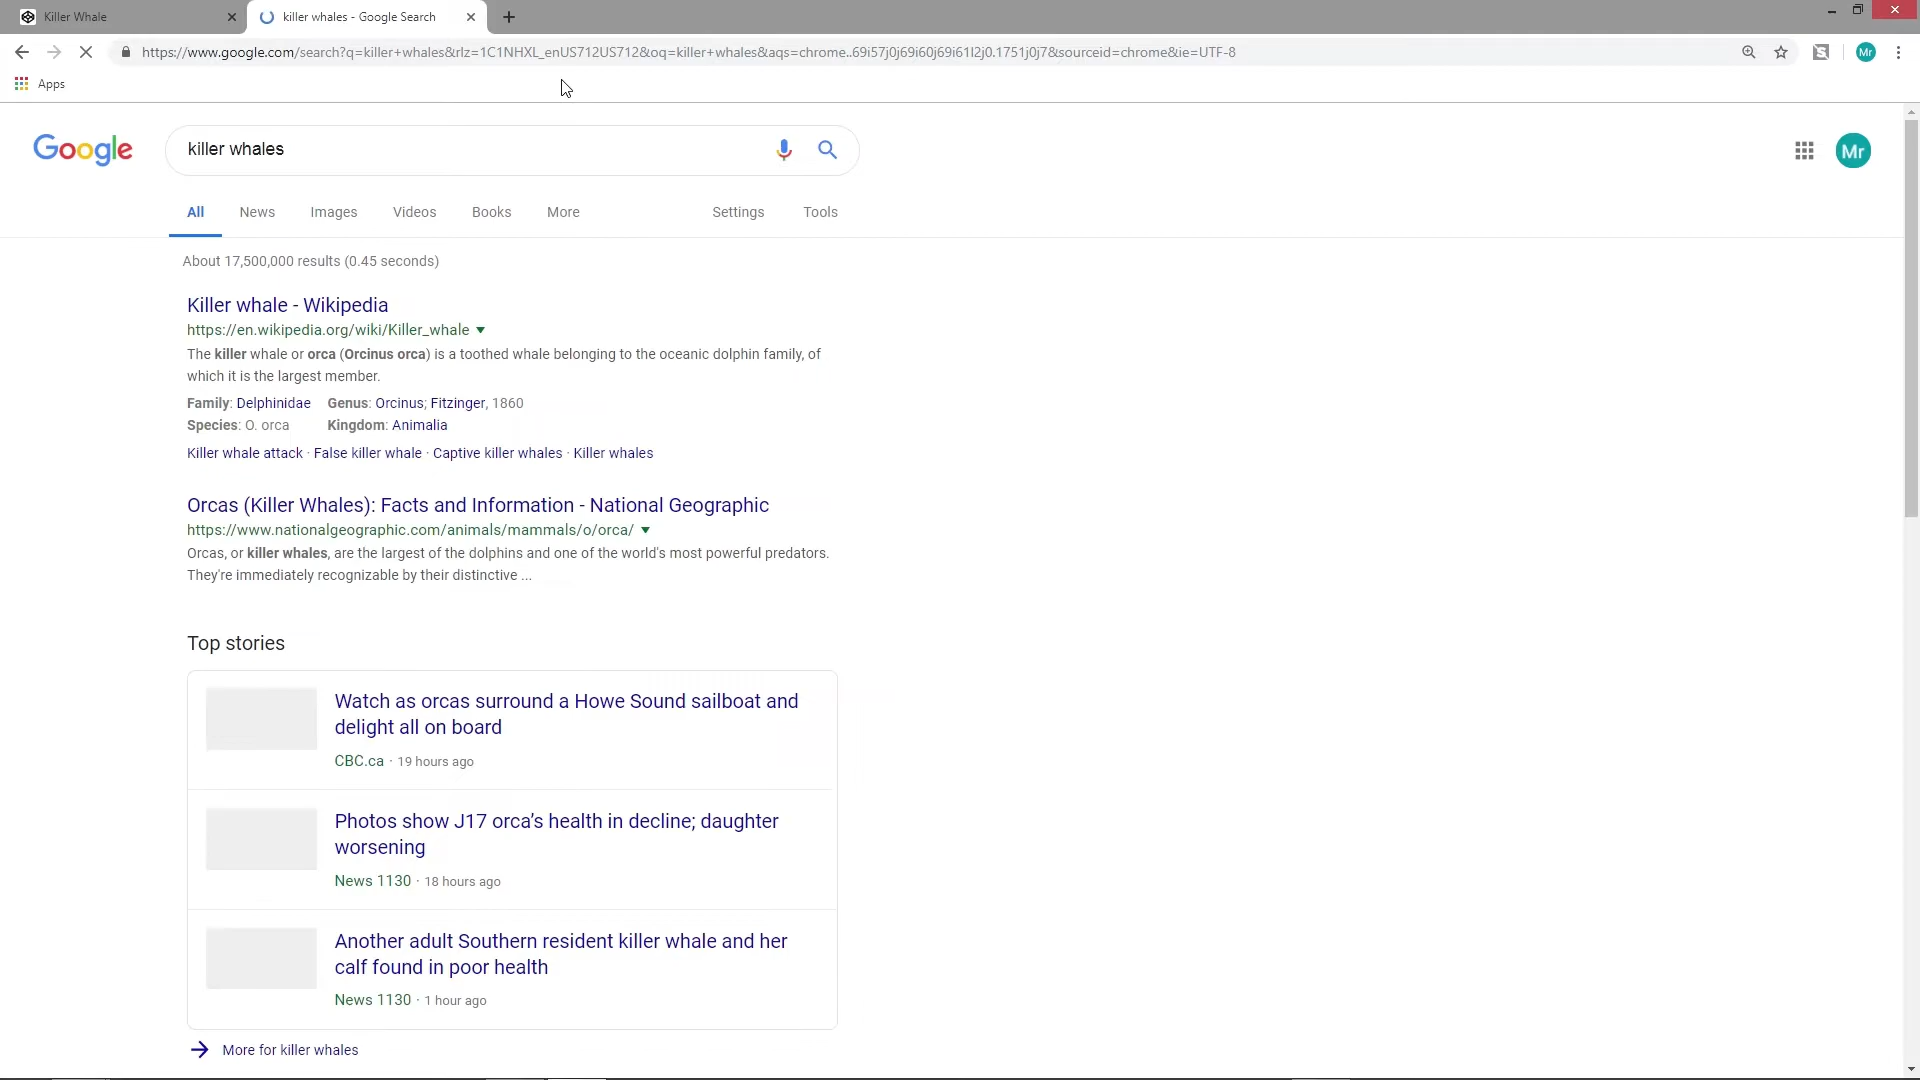 Killer Whale
killer whales - Google Search
https://www.google.com/search?q=killer+whales&rlz=1C1NHXL_enUS712US712&oq=killer+whales&aqs=chrome..69i57j0j69i60j69i61l2j0.1751j0j7&sourceid=chrome&ie=UTF-8
Mr
Apps
Google
killer whales
Mr
All News Images Videos Books More Settings Tools
About 17,500,000 results (0.45 seconds)
Killer whale - Wikipedia
https://en.wikipedia.org/wiki/Killer_whale
The killer whale or orca (Orcinus orca) is a toothed whale belonging to the oceanic dolphin family, of
which it is the largest member.
Family: Delphinidae Genus: Orcinus; Fitzinger, 1860
Species: O. orca Kingdom: Animalia
Killer whale attack · False killer whale · Captive killer whales · Killer whales
Orcas (Killer Whales): Facts and Information - National Geographic
https://www.nationalgeographic.com/animals/mammals/o/orca/
Orcas, or killer whales, are the largest of the dolphins and one of the world's most powerful predators.
They're immediately recognizable by their distinctive ...
Top stories
Watch as orcas surround a Howe Sound sailboat and
delight all on board
CBC.ca · 19 hours ago
Photos show J17 orca’s health in decline; daughter
worsening
News 1130 · 18 hours ago
Another adult Southern resident killer whale and her
calf found in poor health
News 1130 · 1 hour ago
More for killer whales